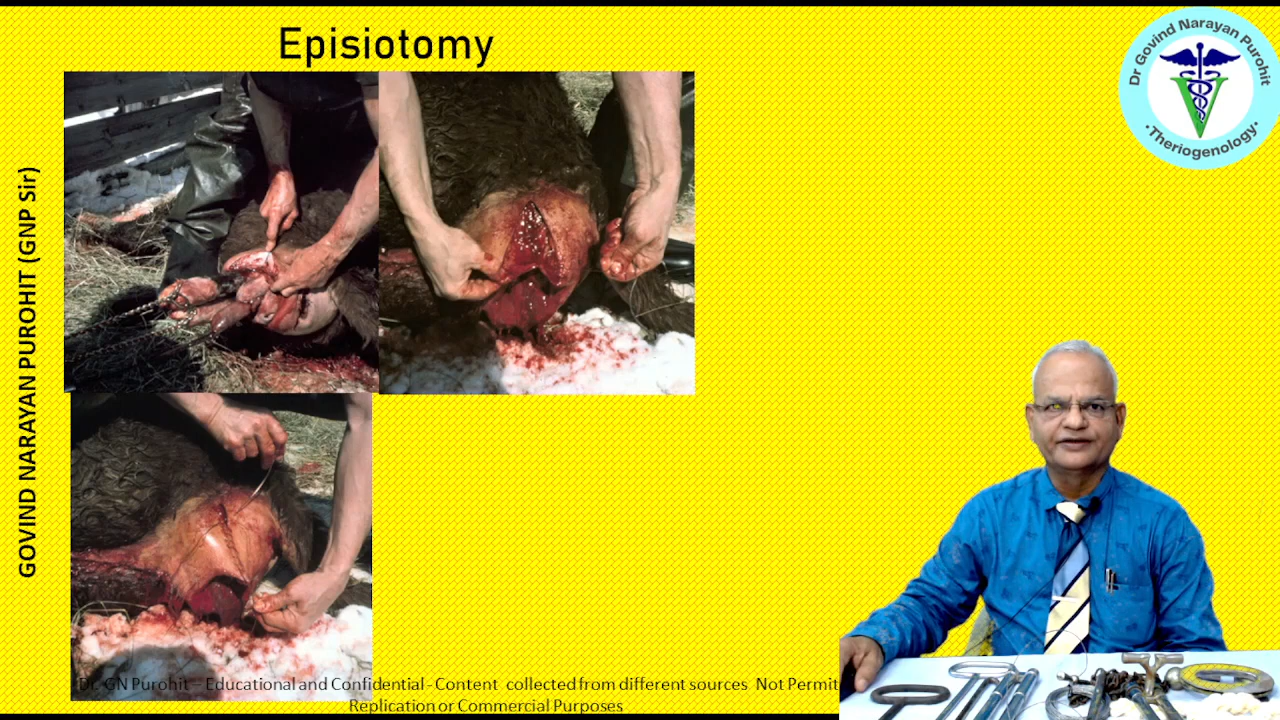 Episiotomy
Dr Govind Narayan Purohit
V
•Theriogenology•
GOVIND NARAYAN PUROHIT (GNP Sir)
Dr. GN Purohit – Educational and Confidential - Content collected from different sources Not Permit
Replication or Commercial Purposes